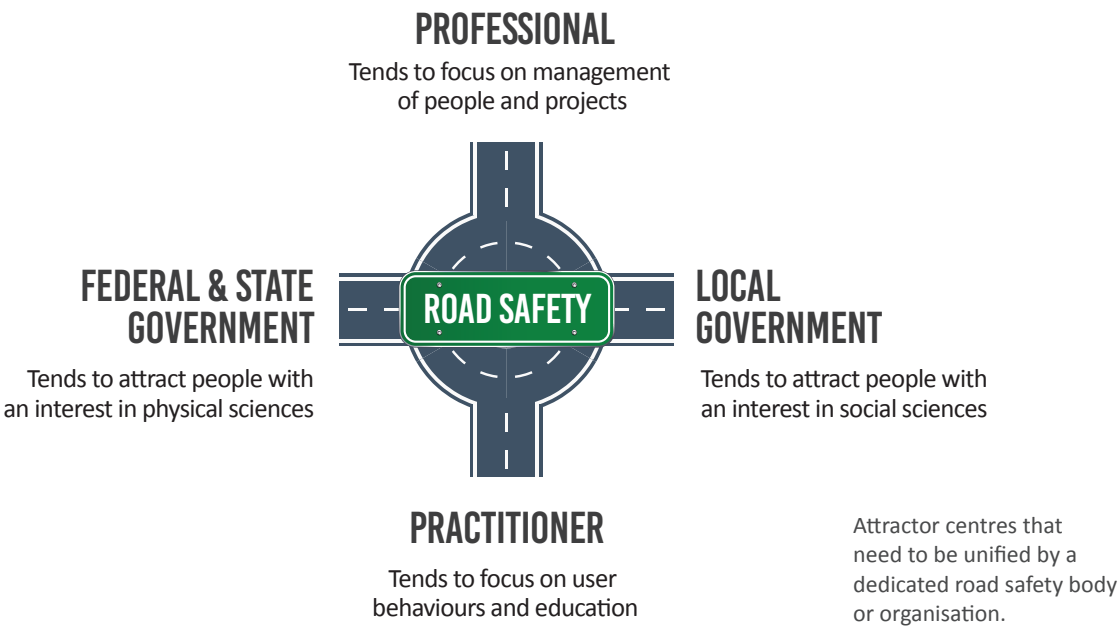 PROFESSIONAL
Tends to focus on management
of people and projects
FEDERAL & STATE
GOVERNMENT
Tends to attract people with
an interest in physical sciences
ROAD SAFETY
LOCAL
GOVERNMENT
Tends to attract people with
an interest in social sciences
PRACTITIONER
Tends to focus on user
behaviours and education
Attractor centres that
need to be unified by a
dedicated road safety body
or organisation.